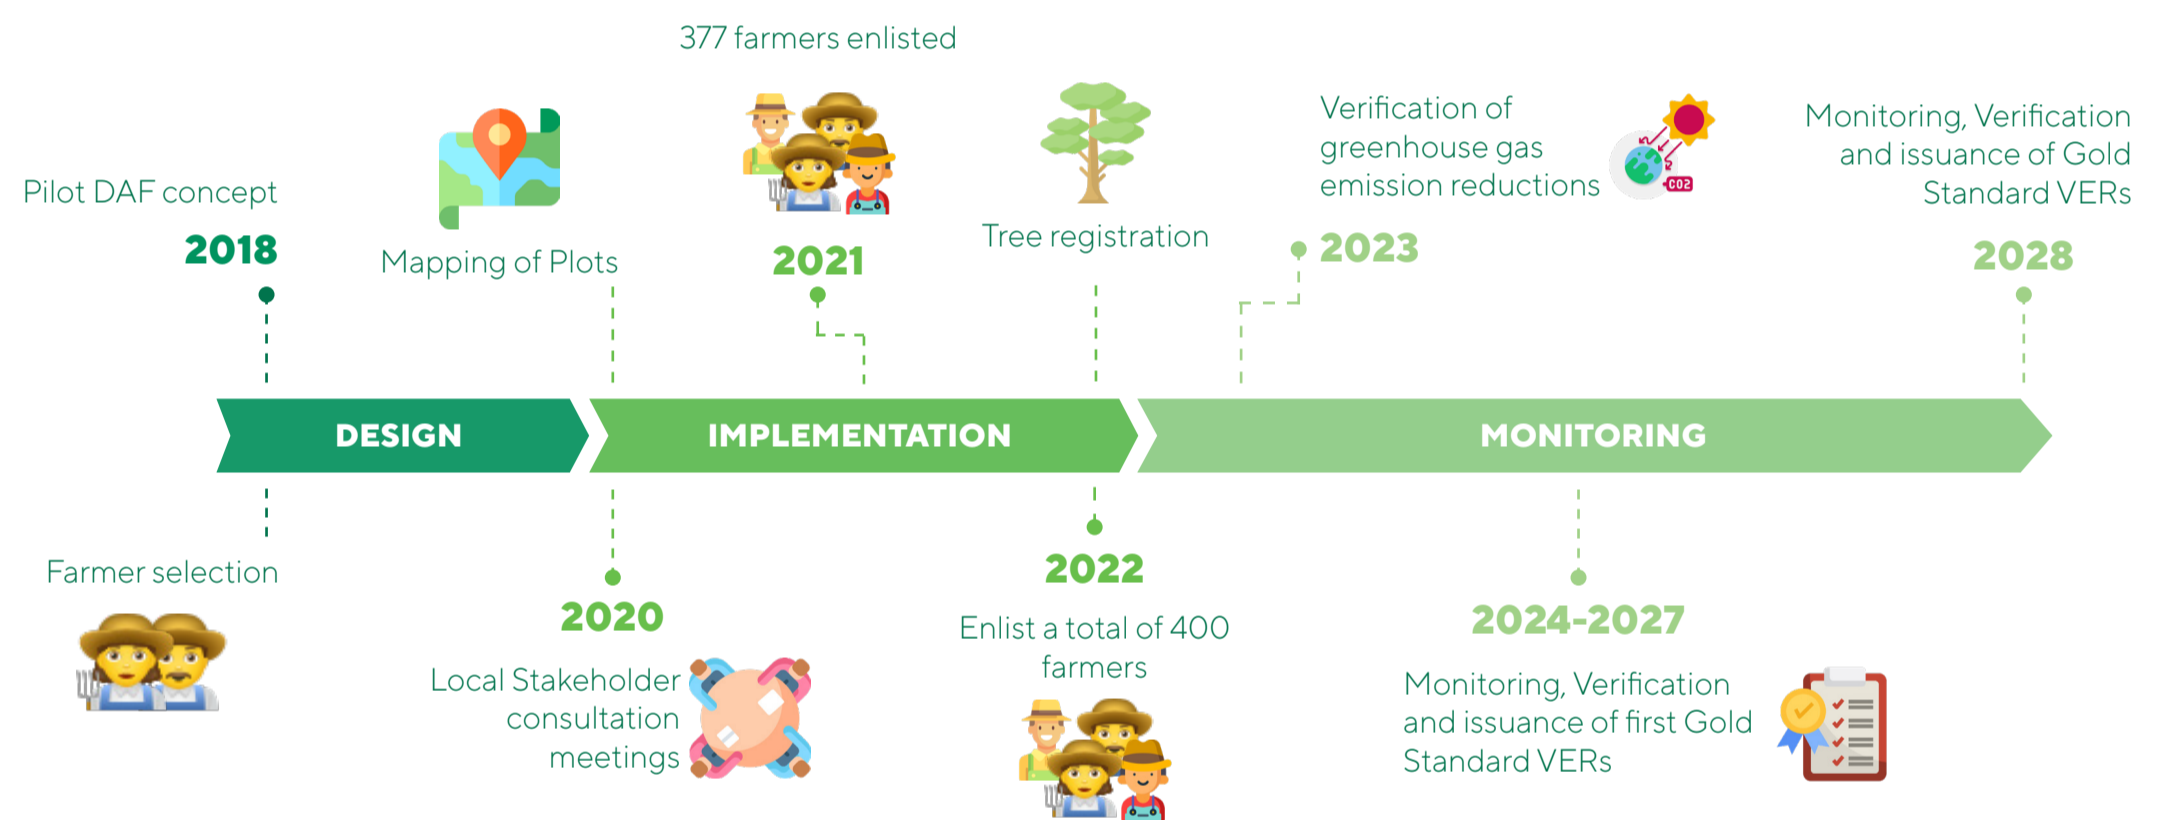 377 farmers enlisted
Pilot DAF concept
2018
Mapping of Plots
2021
Tree registration
Verification of
greenhouse gas
emission reductions
CO2
2023
Monitoring, Verification
and issuance of Gold
Standard VERs
2028
DESIGN
IMPLEMENTATION
MONITORING
Farmer selection
2020
Local Stakeholder
consultation
meetings
2022
Enlist a total of 400
farmers
2024-2027
Monitoring, Verification
and issuance of first Gold
Standard VERs